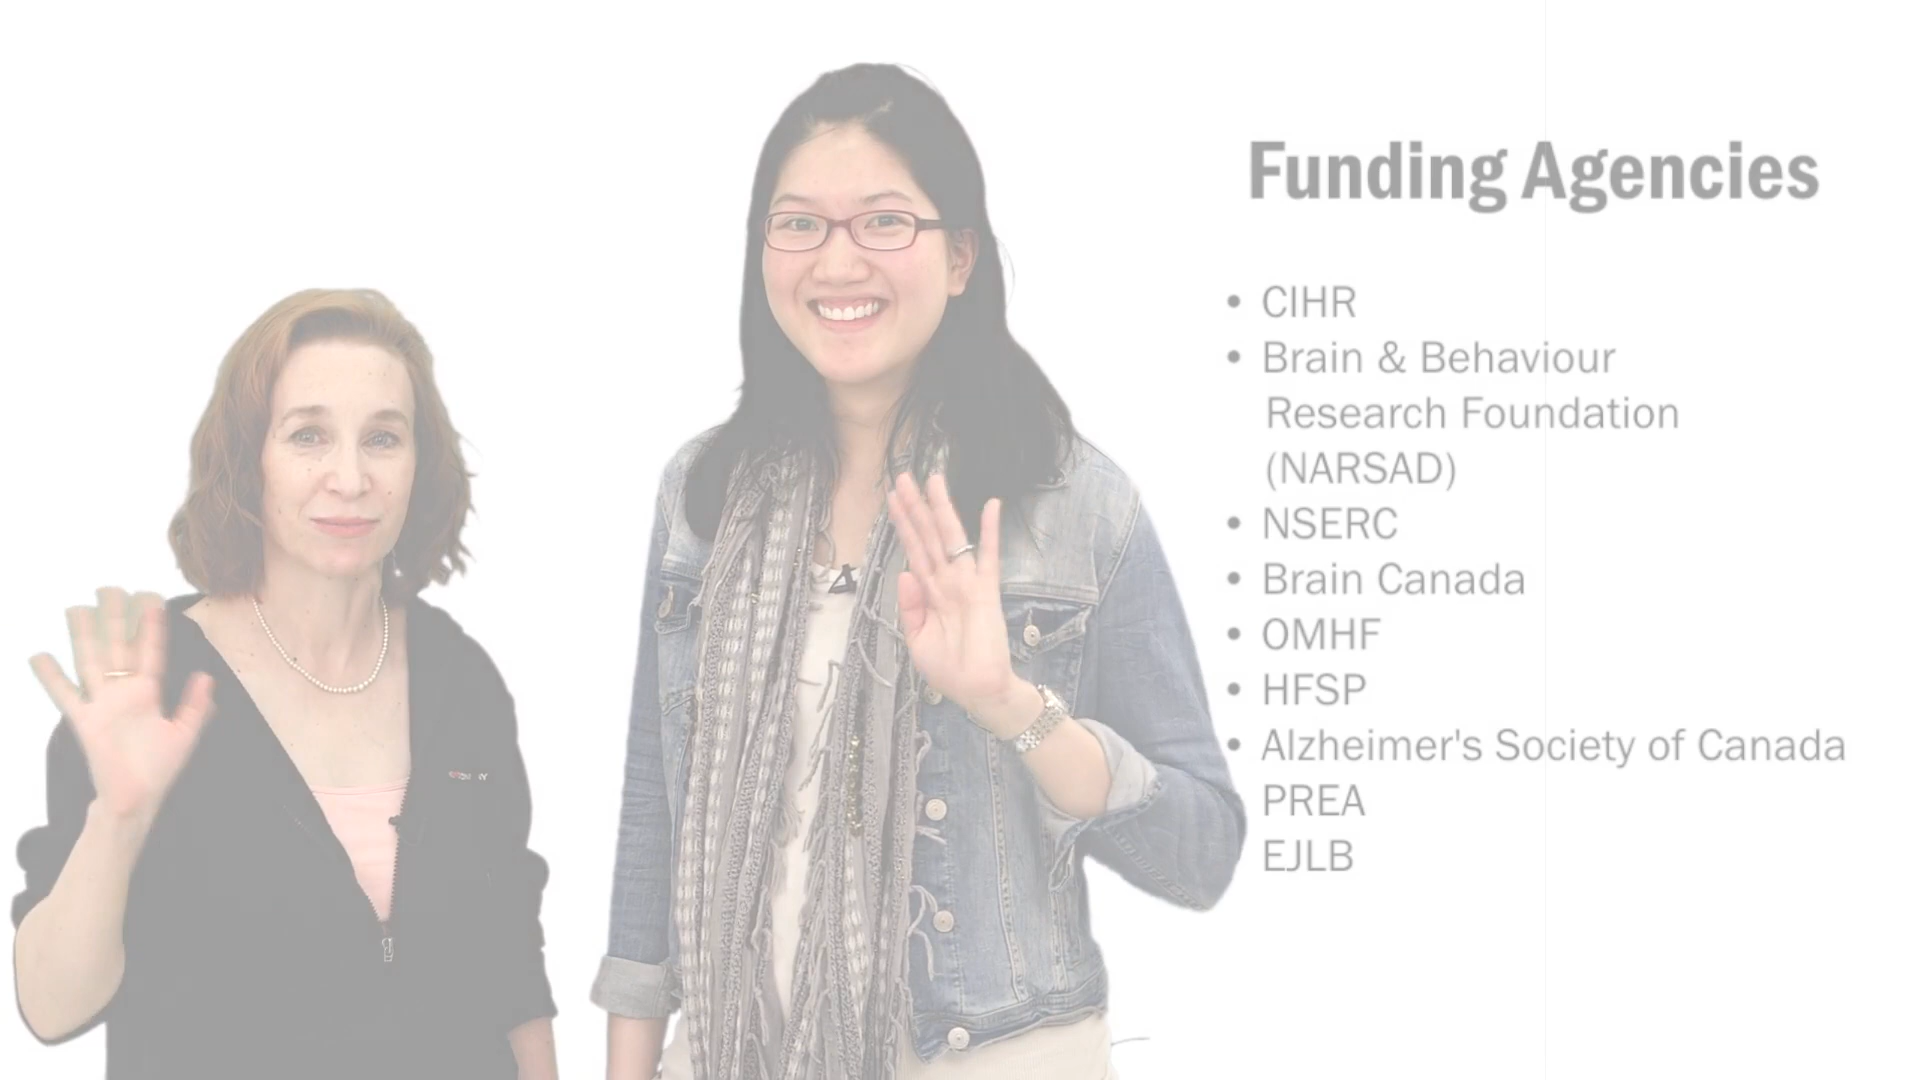 Funding Agencies
• CIHR
• Brain & Behaviour
Research Foundation
(NARSAD)
• NSERC
• Brain Canada
• OMHF
• HFSP
• Alzheimer's Society of Canada
PREA
EJLB